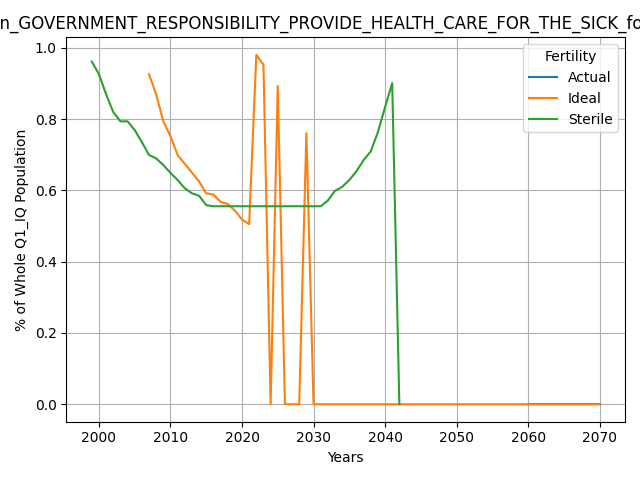 n_GOVERNMENT_RESPONSIBILITY_PROVIDE_HEALTH_CARE_FOR_THE_SICK_fo
Fertility
Actual
Ideal
Sterile
% of Whole Q1_IQ Population
1.0
0.8
0.6
0.4
0.2
0.0
2000 2010 2020 2030 2040 2050 2060 2070
Years